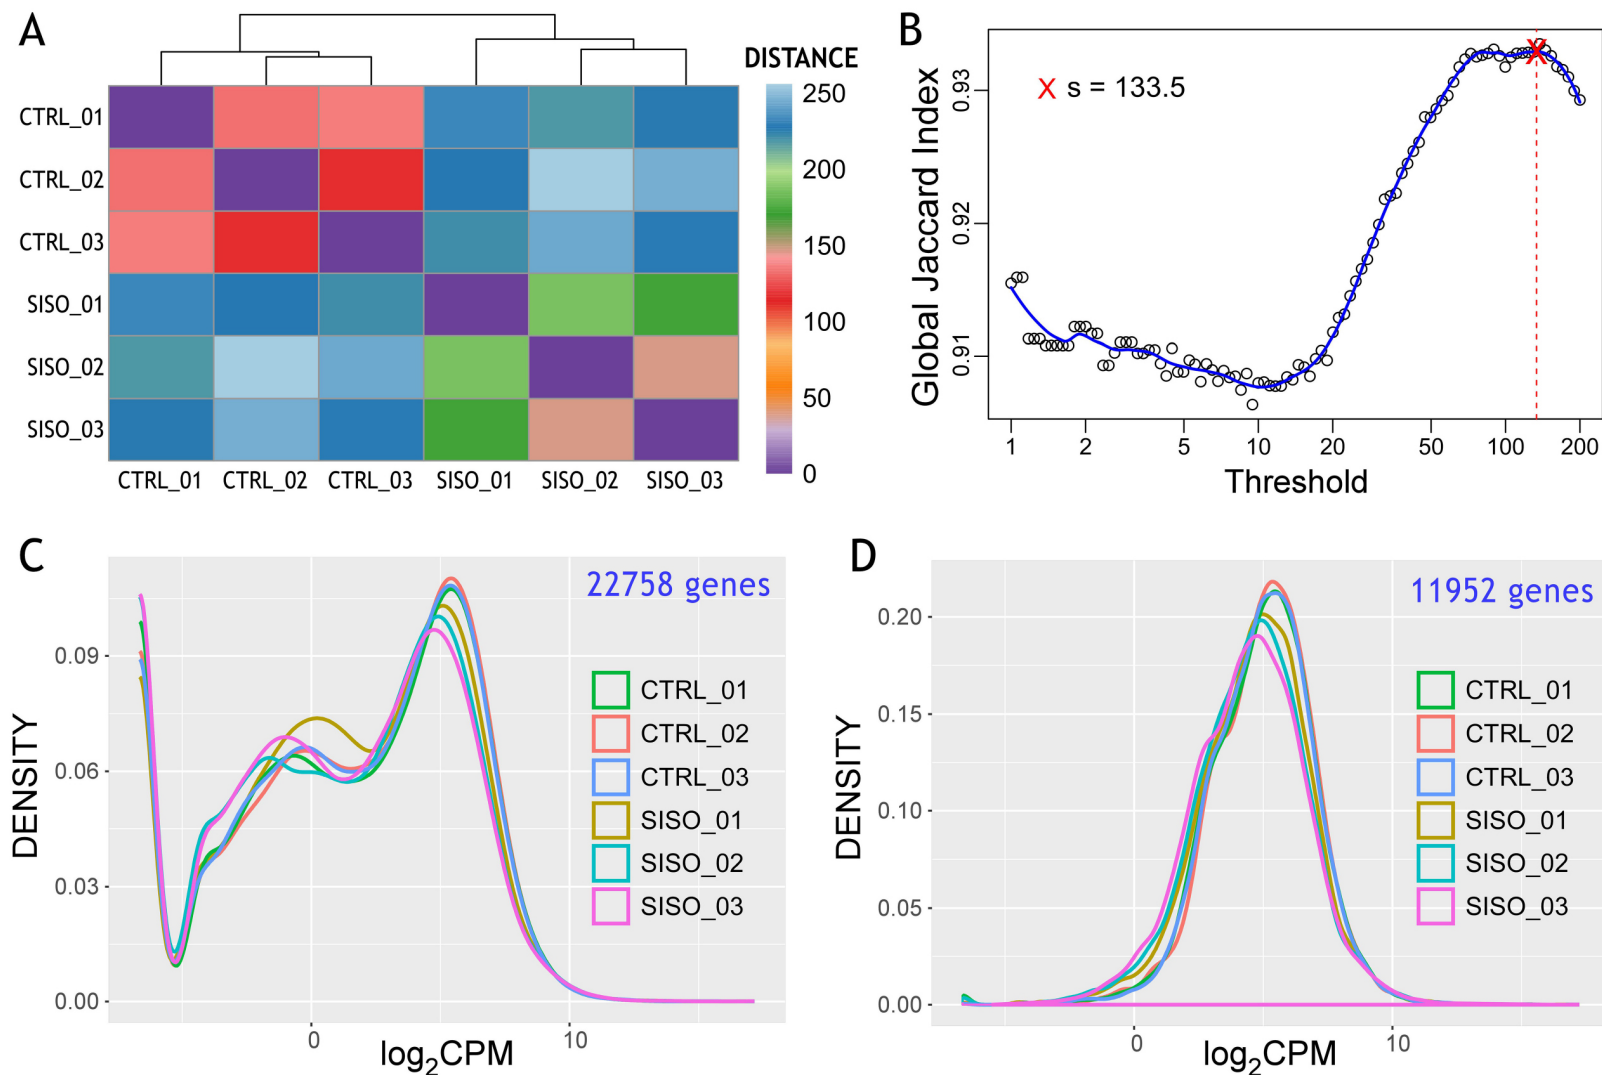 A
DISTANCE
250
200
150
100
50
0
CTRL_01
CTRL_02
CTRL_03
SISO_01
SISO_02
SISO_03
CTRL_01 CTRL_02 CTRL_03 SISO_01 SISO_02 SISO_03
B
X s = 133.5
Global Jaccard Index
0.93
0.92
0.91
1 2 5 10 20 50 100 200
Threshold
C
22758 genes
DENSITY
0.09
0.06
0.03
0.00
CTRL_01
CTRL_02
CTRL_03
SISO_01
SISO_02
SISO_03
0 10
log₂CPM
D
11952 genes
DENSITY
0.20
0.15
0.10
0.05
0.00
CTRL_01
CTRL_02
CTRL_03
SISO_01
SISO_02
SISO_03
0 10
log₂CPM